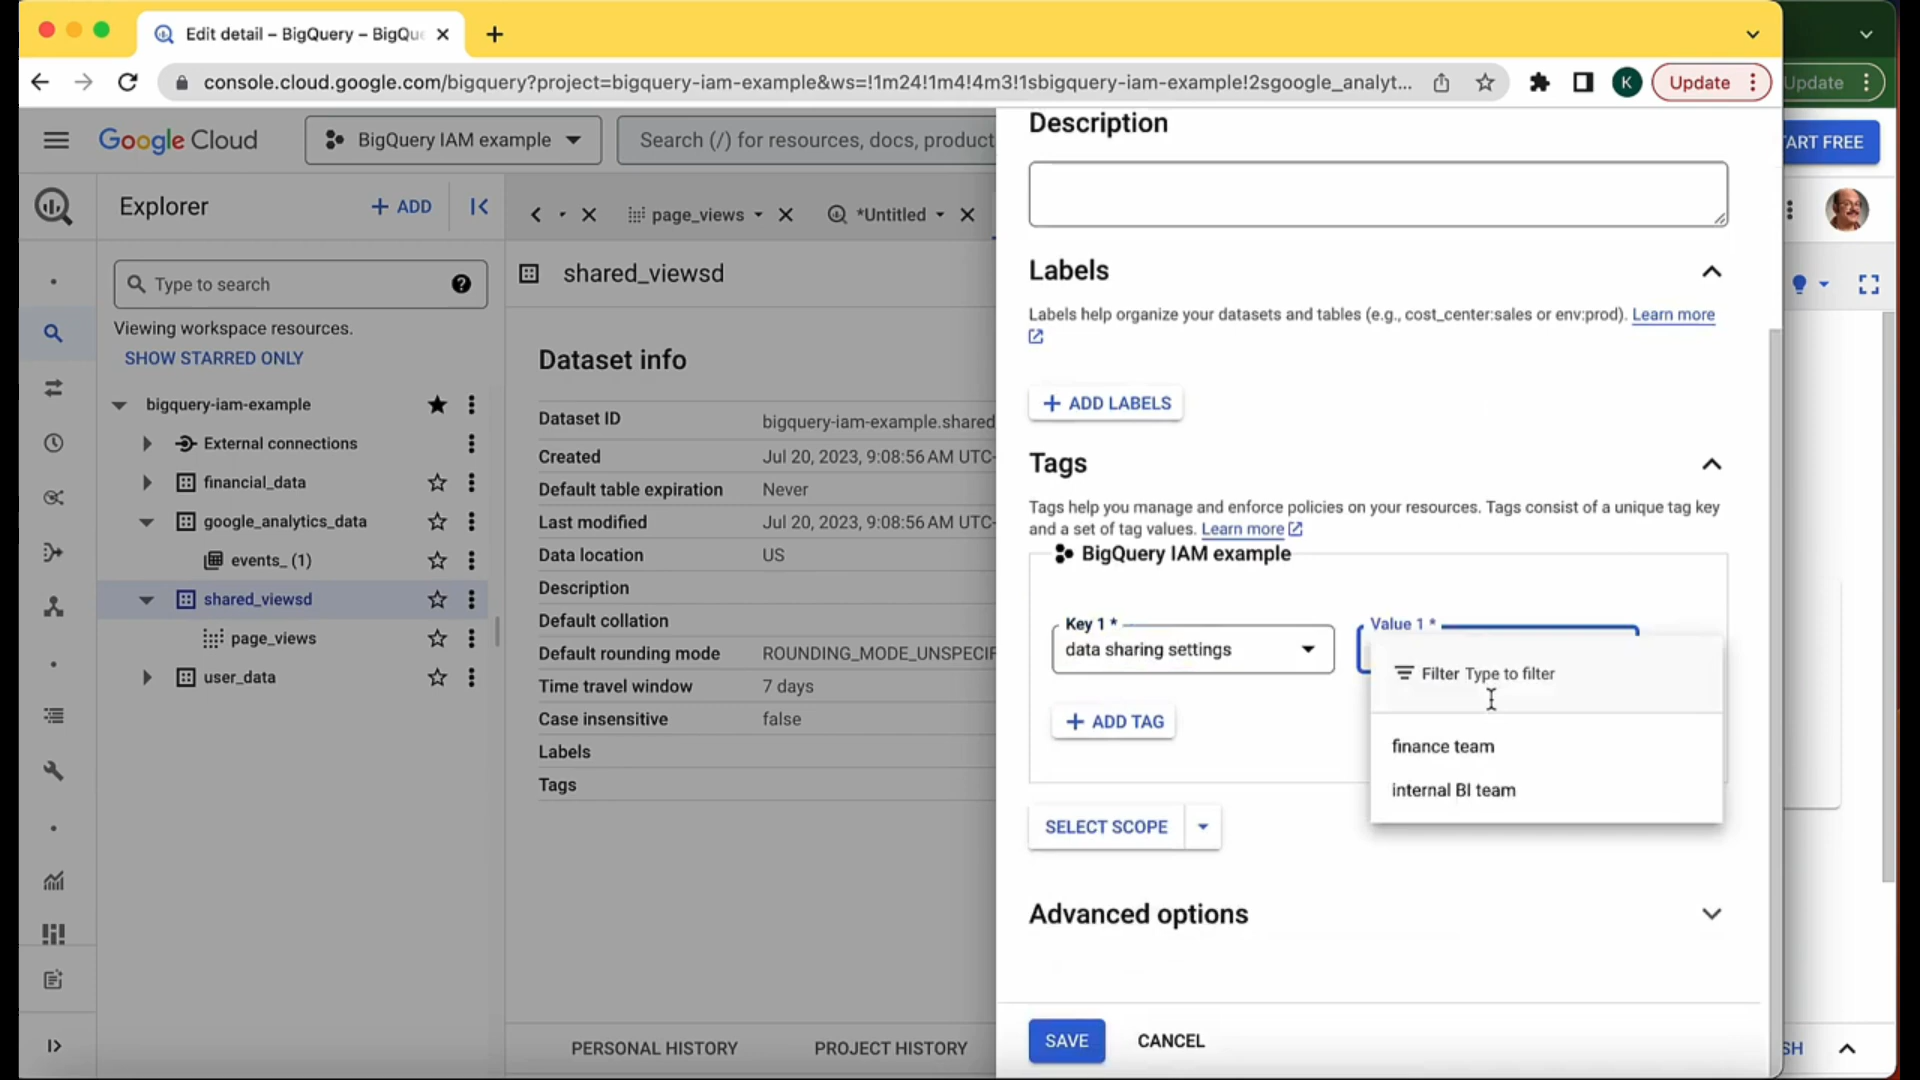 Edit detail – BigQuery – BigQu
console.cloud.google.com/bigquery?project=bigquery-iam-example&ws=!1m24!1m4!4m3!1sbigquery-iam-example!2sgoogle_analyt...
K
Update
Update
Google Cloud
BigQuery IAM example
Search (/) for resources, docs, product
ART FREE
Explorer
+ ADD
page_views
*Untitled
Type to search
Viewing workspace resources.
SHOW STARRED ONLY
bigquery-iam-example
External connections
financial_data
google_analytics_data
events_ (1)
shared_viewsd
page_views
user_data
shared_viewsd
Dataset info
Dataset ID bigquery-iam-example.shared
Created Jul 20, 2023, 9:08:56 AM UTC-
Default table expiration Never
Last modified Jul 20, 2023, 9:08:56 AM UTC-
Data location US
Description
Default collation
Default rounding mode ROUNDING_MODE_UNSPECIF
Time travel window 7 days
Case insensitive false
Labels
Tags
PERSONAL HISTORY PROJECT HISTORY
Description
Labels
Labels help organize your datasets and tables (e.g., cost_center:sales or env:prod). Learn more
+ ADD LABELS
Tags
Tags help you manage and enforce policies on your resources. Tags consist of a unique tag key
and a set of tag values. Learn more
BigQuery IAM example
Key 1 *
data sharing settings
Value 1 *
Filter Type to filter
finance team
internal BI team
+ ADD TAG
SELECT SCOPE
Advanced options
SAVE CANCEL
SH